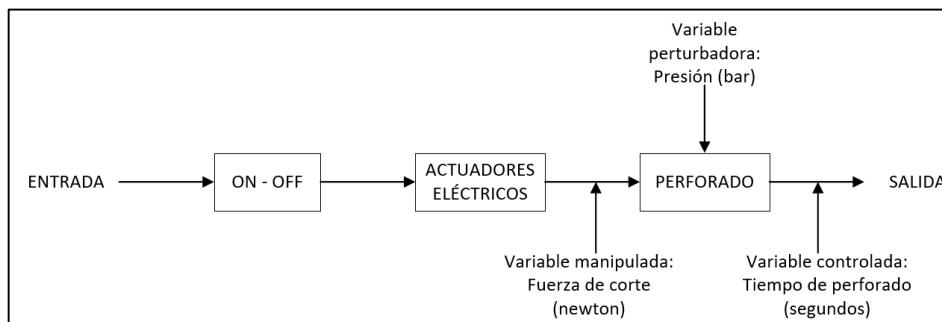 Variable
perturbadora:
Presión (bar)
ENTRADA
ON - OFF
ACTUADORES
ELÉCTRICOS
PERFORADO
SALIDA
Variable manipulada:
Fuerza de corte
(newton)
Variable controlada:
Tiempo de perforado
(segundos)